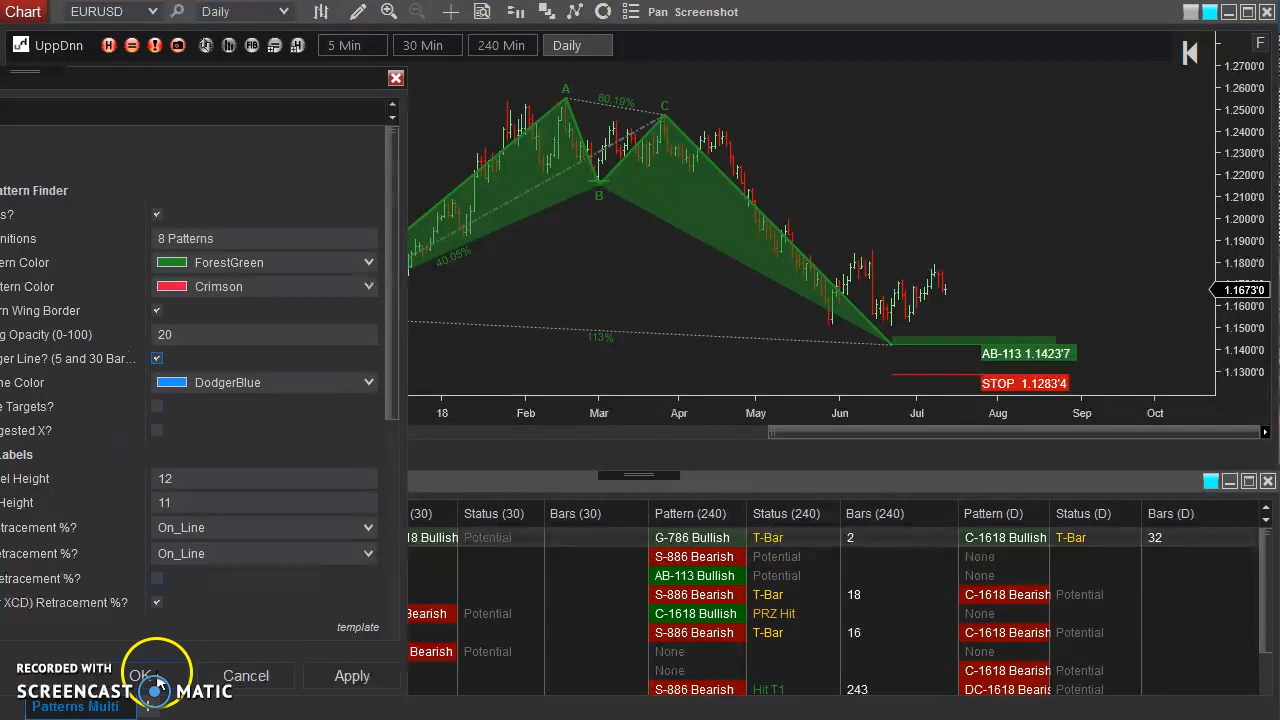 Chart EURUSD Daily Pan Screenshot
UppDnn 5 Min 30 Min 240 Min Daily F
attern Finder
s?
nitions 8 Patterns
ern Color ForestGreen
attern Color Crimson
rn Wing Border
g Opacity (0-100) 20
ger Line? (5 and 30 Bar...
ne Color DodgerBlue
e Targets?
gested X?
Labels
el Height 12
Height 11
etracement %? On_Line
etracement %? On_Line
etracement %?
r XCD) Retracement %?
template
OK Cancel Apply
RECORDED WITH
SCREENCAST MATIC
Patterns Multi +
A
80.19%
C
B
40.05%
113%
AB-113 1.1423'7
STOP 1.1283'4
1.2700'0
1.2600'0
1.2500'0
1.2400'0
1.2300'0
1.2200'0
1.2000'0
1.1900'0
1.1800'0
1.1673'0
1.1600'0
1.1500'0
1.1400'0
1.1300'0
18 Feb Mar Apr May Jun Jul Aug Sep Oct
(30) Status (30) Bars (30) Pattern (240) Status (240) Bars (240) Pattern (D) Status (D) Bars (D)
18 Bullish Potential G-786 Bullish T-Bar 2 C-1618 Bullish T-Bar 32
S-886 Bearish Potential None
AB-113 Bullish Potential None
S-886 Bearish T-Bar 18 C-1618 Bearish Potential
Bearish Potential C-1618 Bullish PRZ Hit None
S-886 Bearish T-Bar 16 C-1618 Bearish Potential
Bearish Potential None None
None C-1618 Bearish Potential
S-886 Bearish Hit T1 243 DC-1618 Bearis Potential